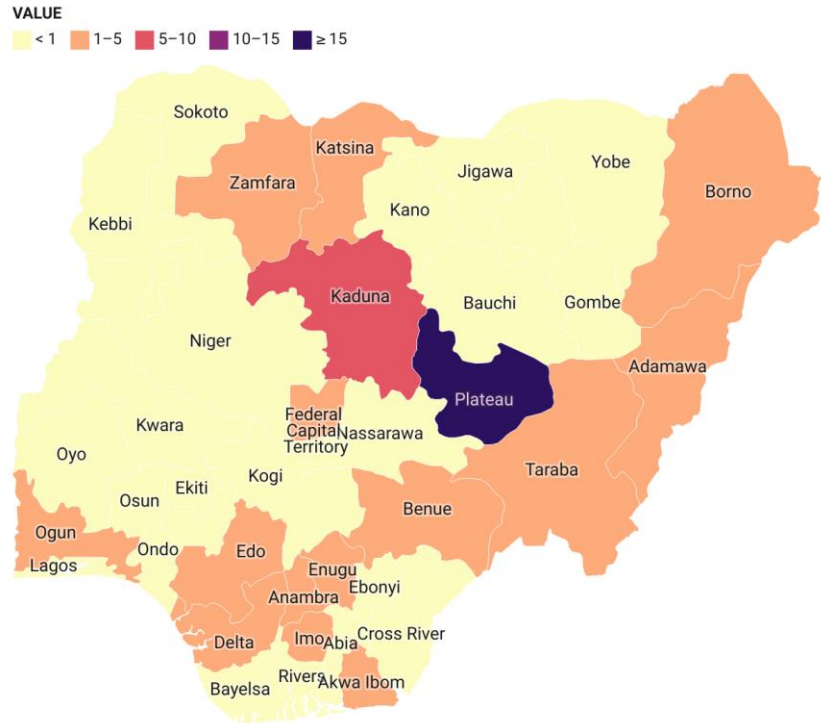 VALUE
< 1 1–5 5–10 10–15 ≥ 15
Sokoto
Katsina
Zamfara
Jigawa
Yobe
Borno
Kano
Kebbi
Kaduna
Bauchi
Gombe
Niger
Adamawa
Plateau
Federal
Capital
Territory
Nassarawa
Kwara
Oyo
Taraba
Kogi
Ekiti
Osun
Benue
Ogun
Edo
Ondo
Lagos
Enugu
Ebonyi
Anambra
Delta
Imo
Abia
Cross River
Rivers
Akwa Ibom
Bayelsa